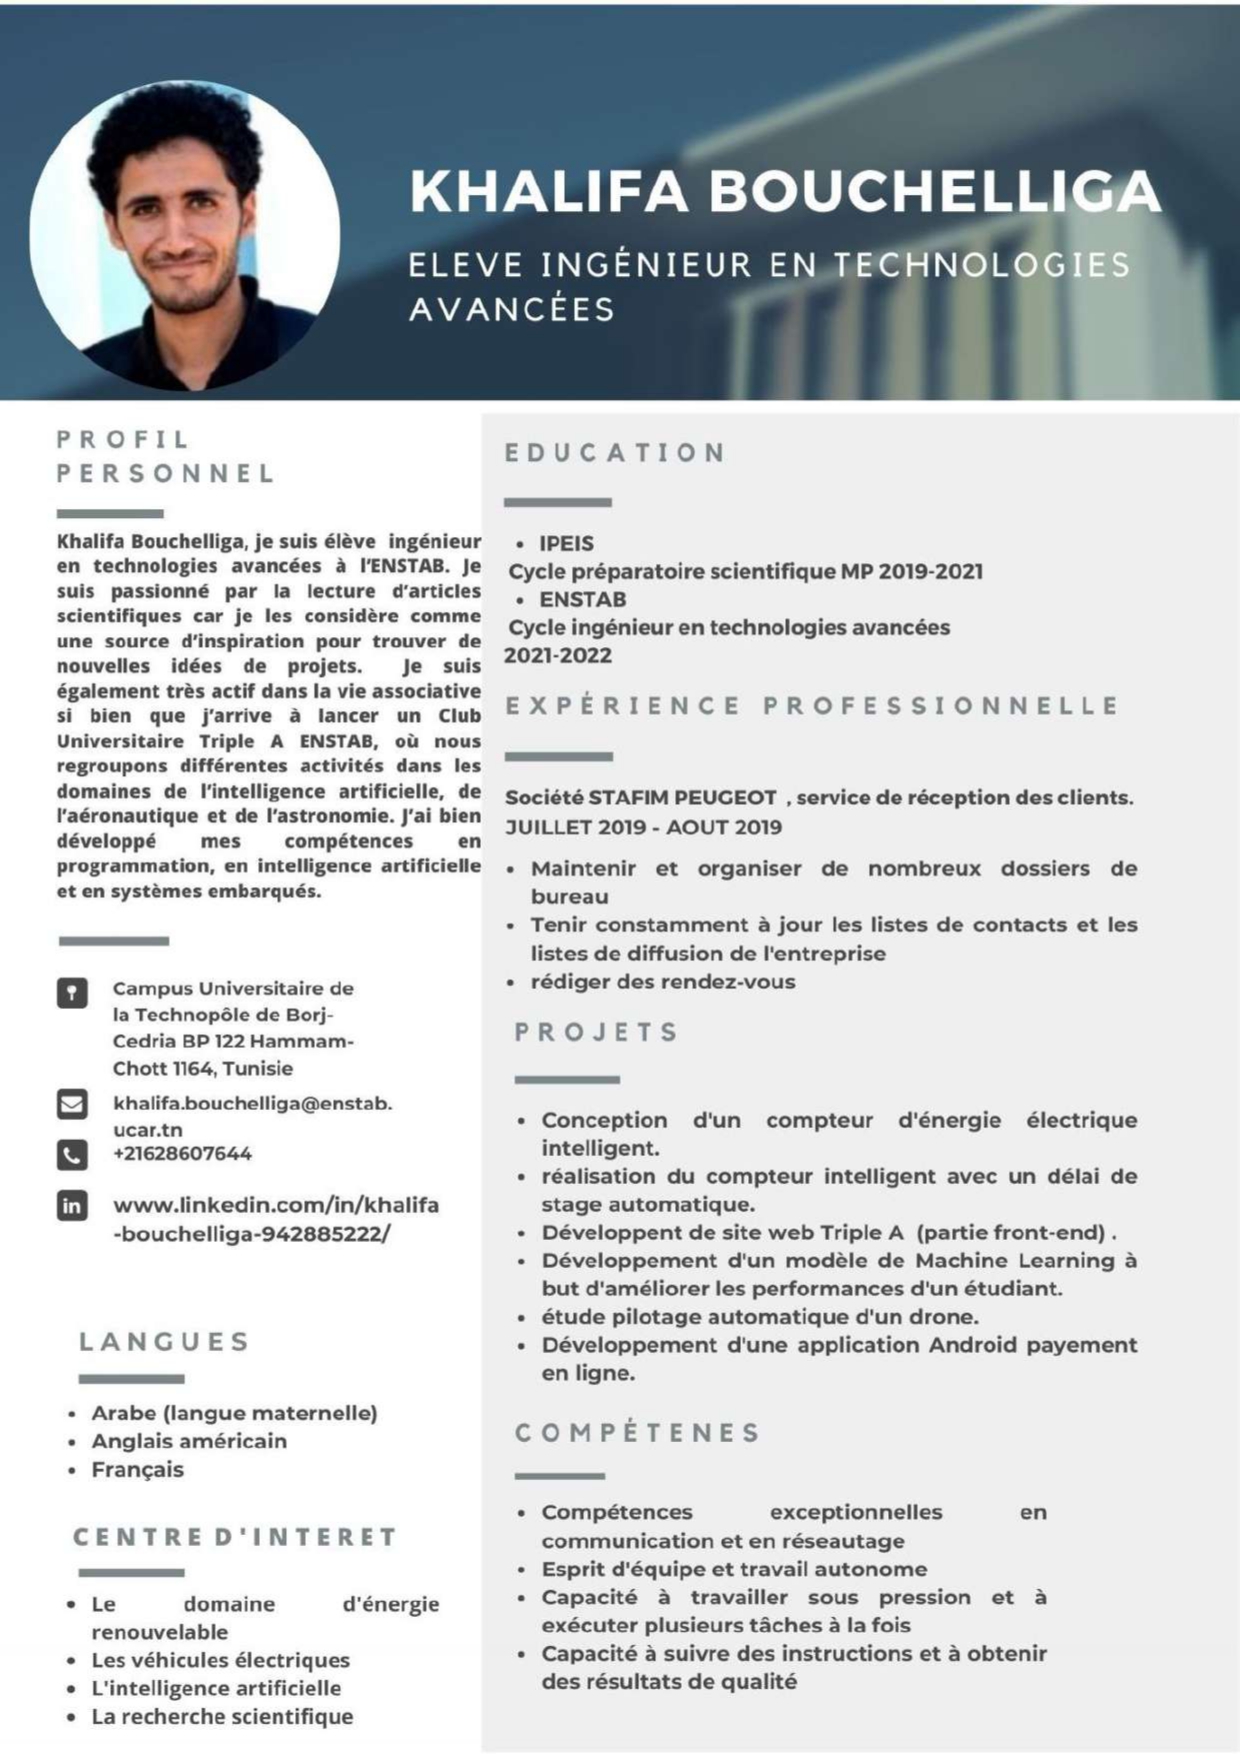 KHALIFA BOUCHELLIGA
ELEVE INGÉNIEUR EN TECHNOLOGIES
AVANCÉES
PROFIL
PERSONNEL
Khalifa Bouchelliga, je suis élève ingénieur
en technologies avancées à l'ENSTAB. Je
suis passionné par la lecture d'articles
scientifiques car je les considère comme
une source d'inspiration pour trouver de
nouvelles idées de projets. Je suis
également très actif dans la vie associative
si bien que j'arrive à lancer un Club
Universitaire Triple A ENSTAB, où nous
regroupons différentes activités dans les
domaines de l'intelligence artificielle, de
l'aéronautique et de l'astronomie. J'ai bien
développé mes compétences en
programmation, en intelligence artificielle
et en systèmes embarqués.
Campus Universitaire de
la Technopôle de Borj-
Cedria BP 122 Hammam-
Chott 1164, Tunisie
khalifa.bouchelliga@enstab.
ucar.tn
+21628607644
in
www.linkedin.com/in/khalifa
-bouchelliga-942885222/
LANGUES
• Arabe (langue maternelle)
• Anglais américain
• Français
CENTRE D'INTERET
• Le domaine d'énergie
renouvelable
• Les véhicules électriques
• L'intelligence artificielle
• La recherche scientifique
EDUCATION
• IPEIS
Cycle préparatoire scientifique MP 2019-2021
• ENSTAB
Cycle ingénieur en technologies avancées
2021-2022
EXPÉRIENCE PROFESSIONNELLE
Société STAFIM PEUGEOT , service de réception des clients.
JUILLET 2019 - AOUT 2019
• Maintenir et organiser de nombreux dossiers de
bureau
• Tenir constamment à jour les listes de contacts et les
listes de diffusion de l'entreprise
• rédiger des rendez-vous
PROJETS
• Conception d'un compteur d'énergie électrique
intelligent.
• réalisation du compteur intelligent avec un délai de
stage automatique.
• Développent de site web Triple A (partie front-end) .
• Développement d'un modèle de Machine Learning à
but d'améliorer les performances d'un étudiant.
• étude pilotage automatique d'un drone.
• Développement d'une application Android payement
en ligne.
COMPÉTENES
• Compétences exceptionnelles en
communication et en réseautage
• Esprit d'équipe et travail autonome
• Capacité à travailler sous pression et à
exécuter plusieurs tâches à la fois
• Capacité à suivre des instructions et à obtenir
des résultats de qualité